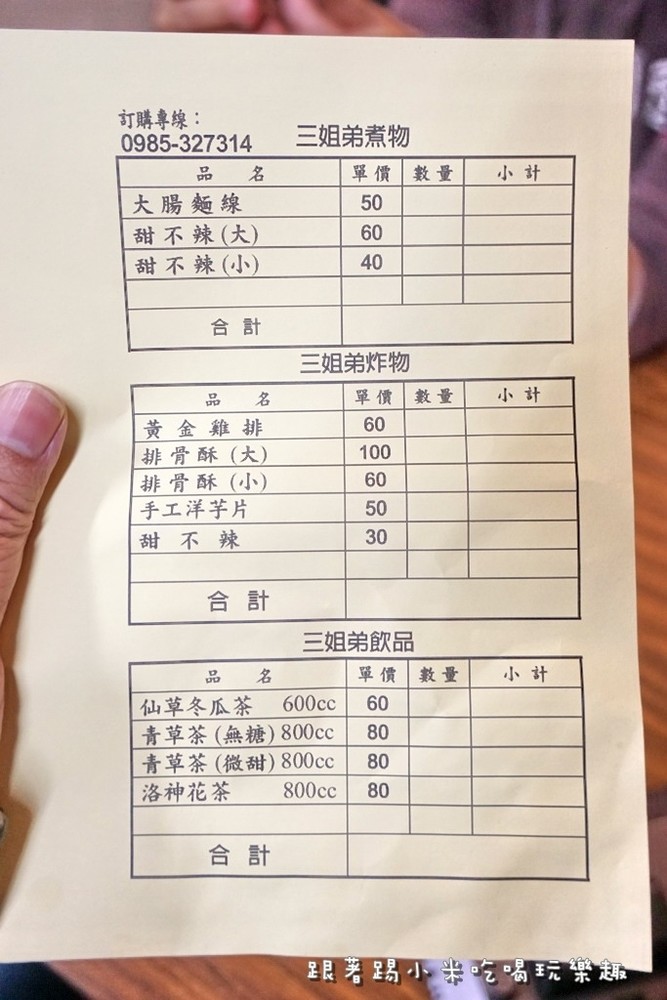 訂購專線：
0985-327314 三姐弟煮物
品名 單價 數量 小計
大腸麵線 50
甜不辣(大) 60
甜不辣(小) 40
合計
三姐弟炸物
品名 單價 數量 小計
黃金雞排 60
排骨酥(大) 100
排骨酥(小) 60
手工洋芋片 50
甜不辣 30
合計
三姐弟飲品
品名 單價 數量 小計
仙草冬瓜茶 600cc 60
青草茶(無糖)800cc 80
青草茶(微甜)800cc 80
洛神花茶 800cc 80
合計
跟著踢小米吃喝玩樂趣